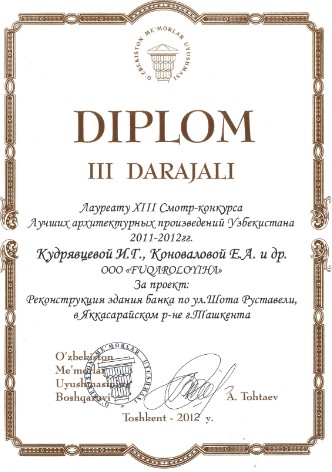 O'ZBEKISTON ME'MORLAR UYUSHMASI
DIPLOM
III DARAJALI
Лауреату XIII Смотр-конкурса
Лучших архитектурных произведений Узбекистана
2011-2012гг.
Кудрявцевой И.Г., Коноваловой Е.А. и др.
ООО «FUQAROLOYIHA»
За проект:
Реконструкция здания банка по ул.Шота Руставели,
в Яккасарайском р-не г.Ташкента
O'zbekiston
Me'morlar
Uyushmasining
Boshqaruvi
A. Tohtaev
Toshkent - 2012 y.